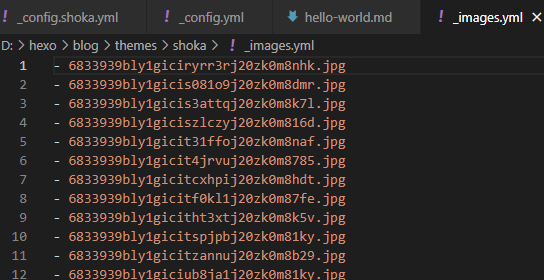 _config.shoka.yml
_config.yml
hello-world.md
_images.yml
D: > hexo > blog > themes > shoka > _images.yml
1 - 6833939bly1giciryrr3rj20zk0m8nhk.jpg
2 - 6833939bly1gicis081o9j20zk0m8dmr.jpg
3 - 6833939bly1gicis3attqj20zk0m8k7l.jpg
4 - 6833939bly1giciszlczyj20zk0m816d.jpg
5 - 6833939bly1gicit31ffoj20zk0m8naf.jpg
6 - 6833939bly1gicit4jrvuj20zk0m8785.jpg
7 - 6833939bly1gicitcxhpij20zk0m8hdt.jpg
8 - 6833939bly1gicitf0kl1j20zk0m87fe.jpg
9 - 6833939bly1gicitht3xtj20zk0m8k5v.jpg
10 - 6833939bly1gicitspjpbj20zk0m81ky.jpg
11 - 6833939bly1gicitzannuj20zk0m8b29.jpg
12 - 6833939bly1giciub8ja1j20zk0m81ky.jpg